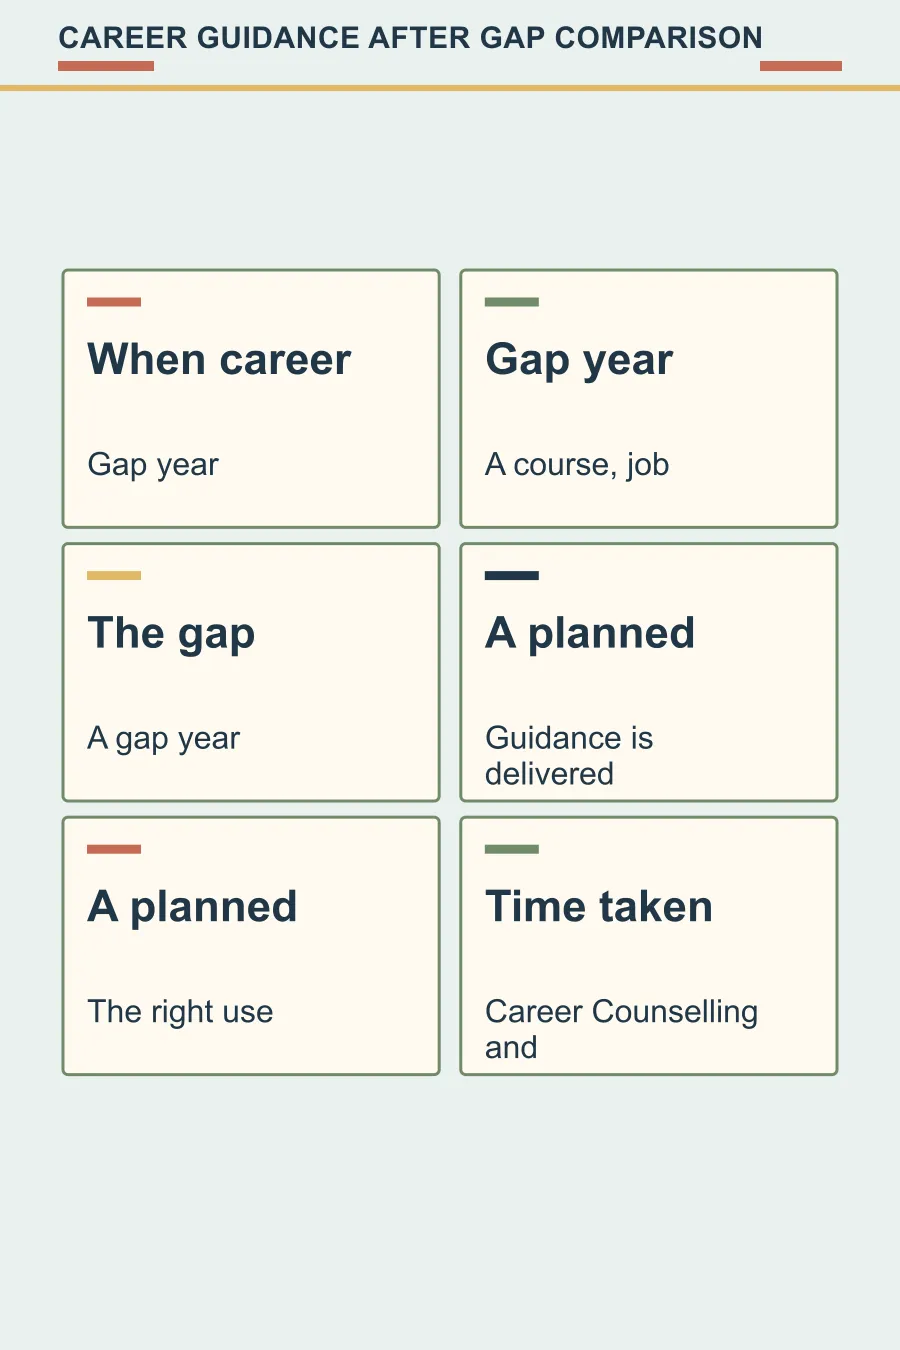 CAREER GUIDANCE AFTER GAP COMPARISON
When career
Gap year
Gap year
A course, job
The gap
A gap year
A planned
Guidance is
delivered
A planned
The right use
Time taken
Career Counselling
and